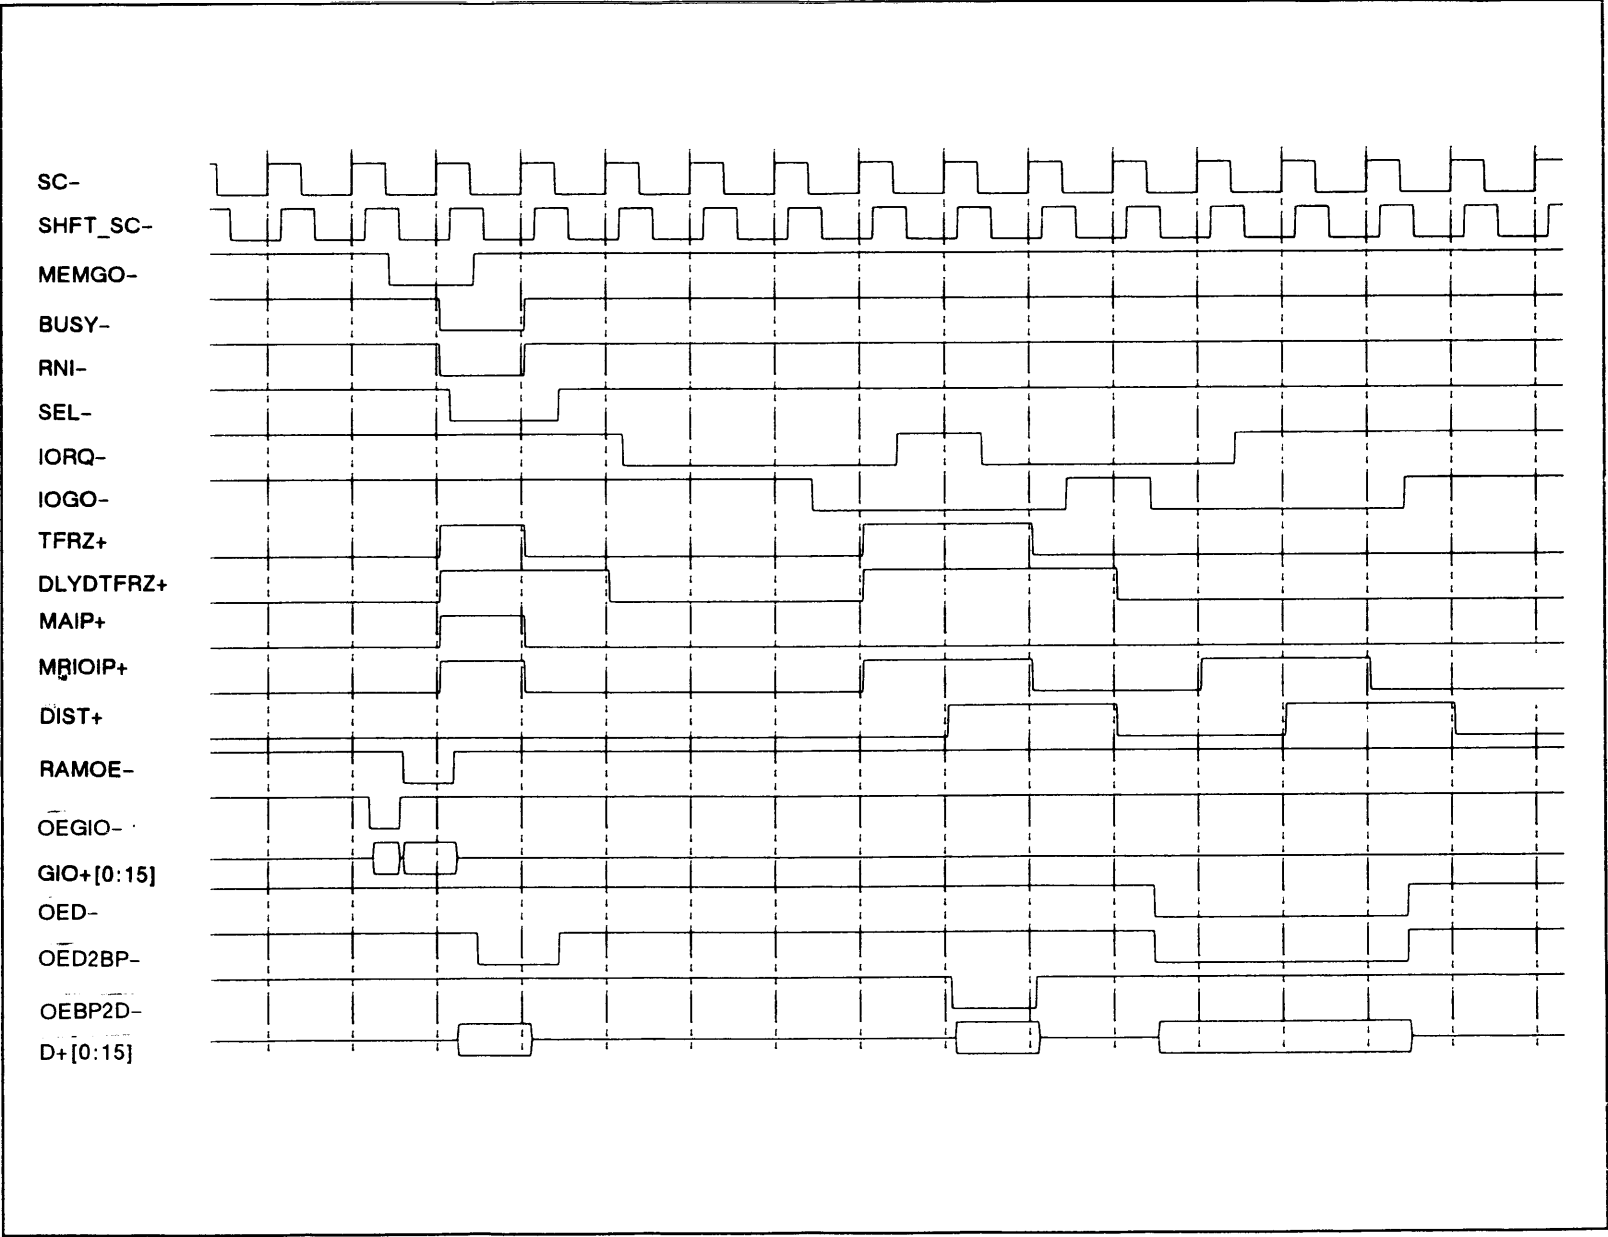 SC-
SHFT_SC-
MEMGO-
BUSY-
RNI-
SEL-
IORQ-
IOGO-
TFRZ+
DLYDTFRZ+
MAIP+
MRIOIP+
DIST+
RAMOE-
OEGIO-
GIO+[0:15]
OED-
OED2BP-
OEBP2D-
D+[0:15]